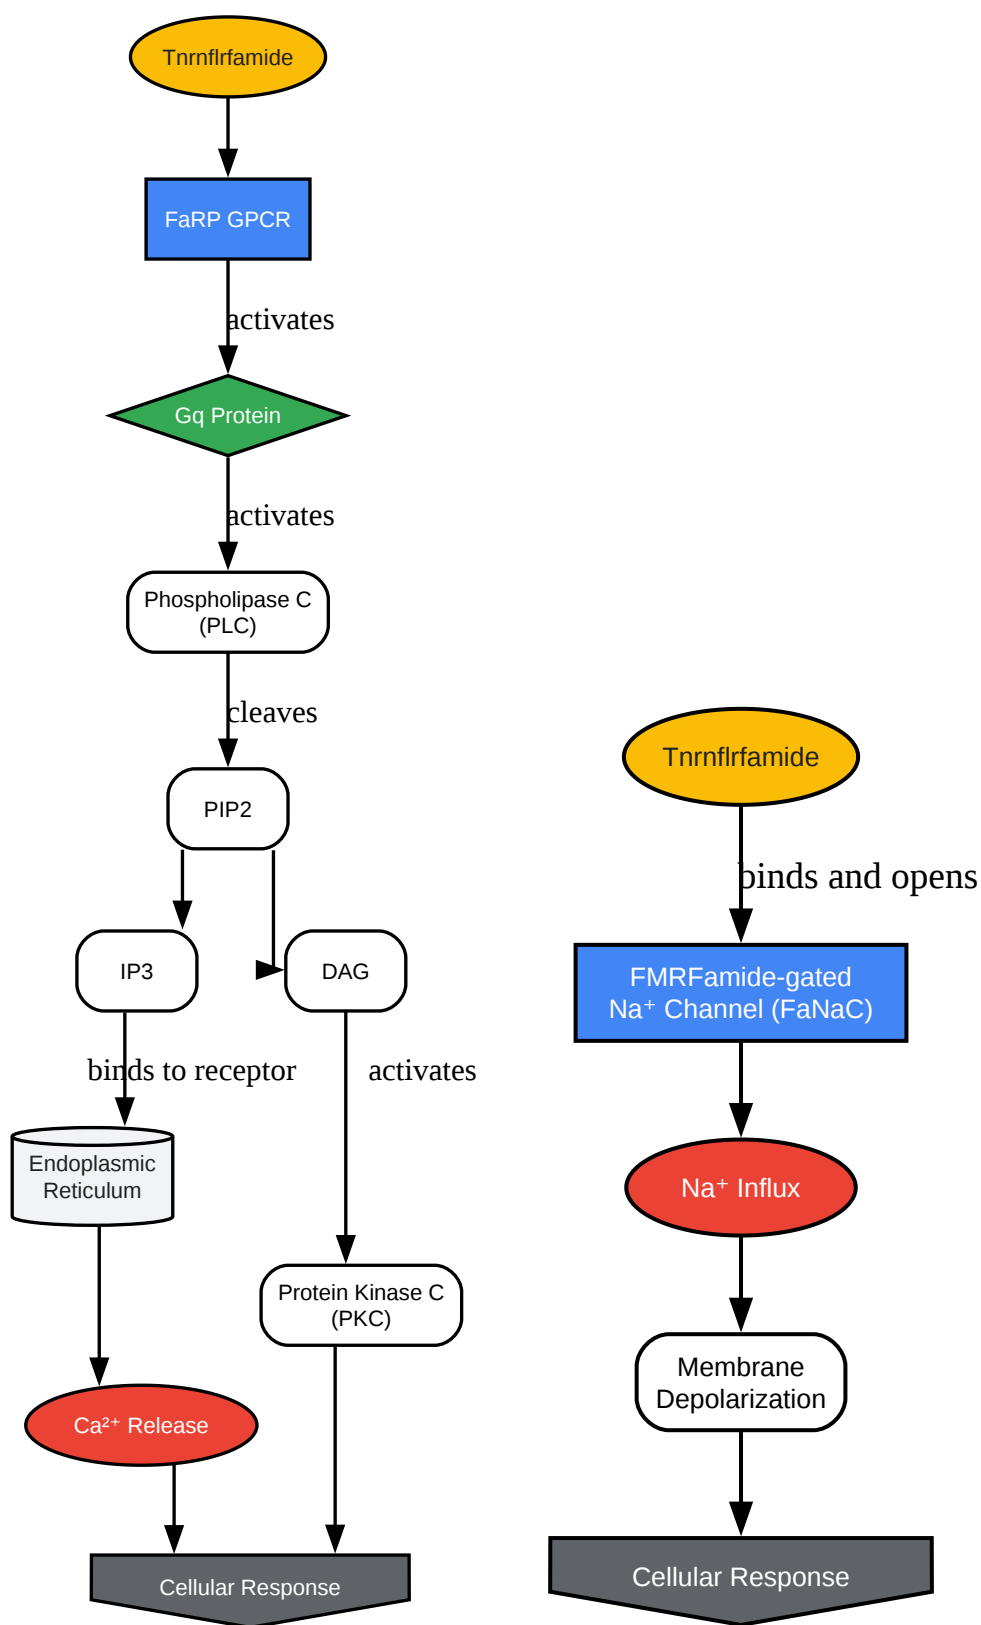 Tnrnflrfamide
FaRP GPCR
activates
Gq Protein
activates
Phospholipase C
(PLC)
cleaves
PIP2
IP3
DAG
binds to receptor
activates
Endoplasmic
Reticulum
Protein Kinase C
(PKC)
Ca²⁺ Release
Cellular Response
Tnrnflrfamide
binds and opens
FMRFamide-gated
Na⁺ Channel (FaNaC)
Na⁺ Influx
Membrane
Depolarization
Cellular Response